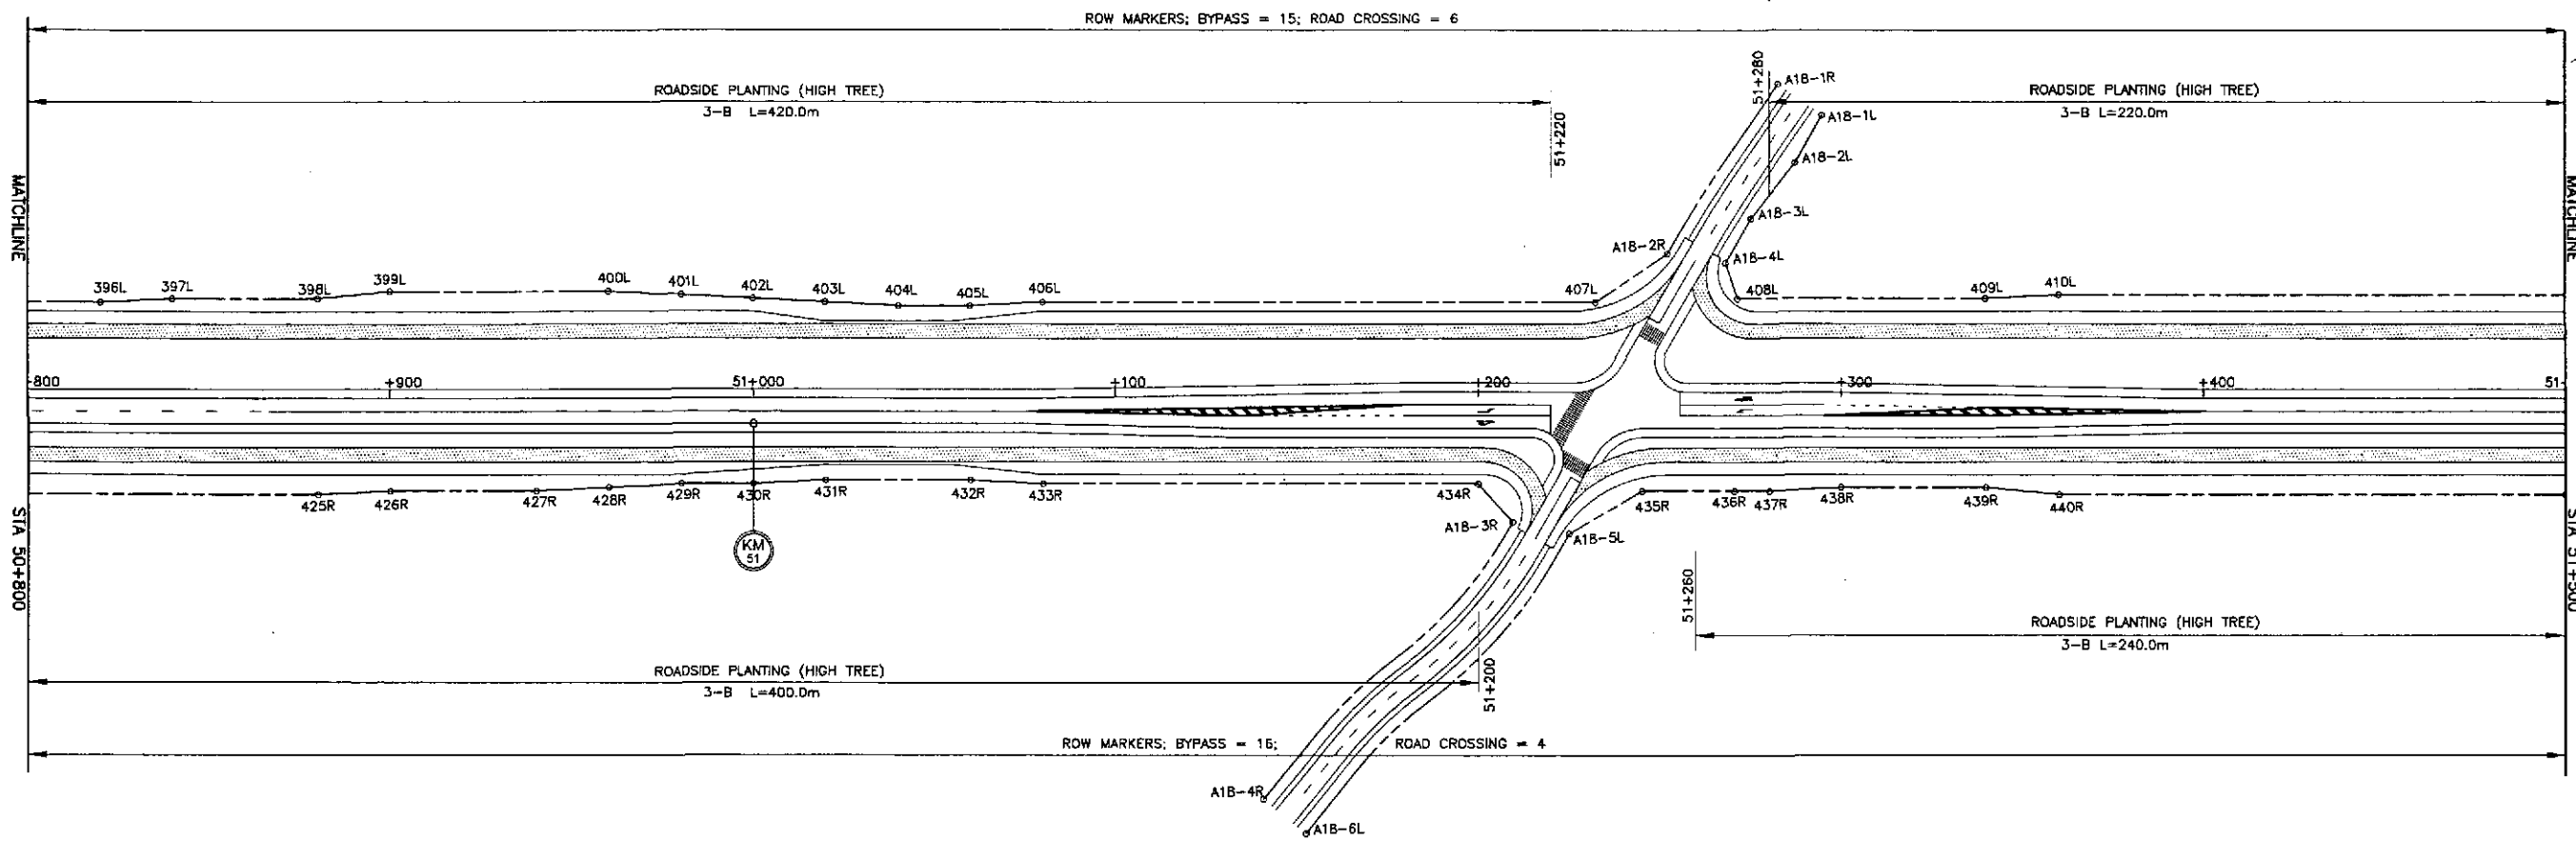 ROW MARKERS; BYPASS = 15; ROAD CROSSING = 6
ROADSIDE PLANTING (HIGH TREE)
3-B L=420.0m
51+220
51+280
ROADSIDE PLANTING (HIGH TREE)
3-B L=220.0m
A18-1R
A18-1L
A18-2L
A18-3L
A18-2R
A18-4L
MATCHLINE
MATCHLINE
396L
397L
398L
399L
400L
401L
402L
403L
404L
405L
406L
407L
408L
409L
410L
800
+900
51+000
+100
+200
+300
+400
51
425R
426R
427R
428R
429R
430R
431R
432R
433R
434R
435R
436R
437R
438R
439R
440R
A18-3R
A18-5L
KM
51
STA 50+800
STA 51+500
51+260
ROADSIDE PLANTING (HIGH TREE)
3-B L=240.0m
ROADSIDE PLANTING (HIGH TREE)
3-B L=400.0m
51+200
ROW MARKERS; BYPASS = 16; ROAD CROSSING = 4
A18-4R
A18-6L